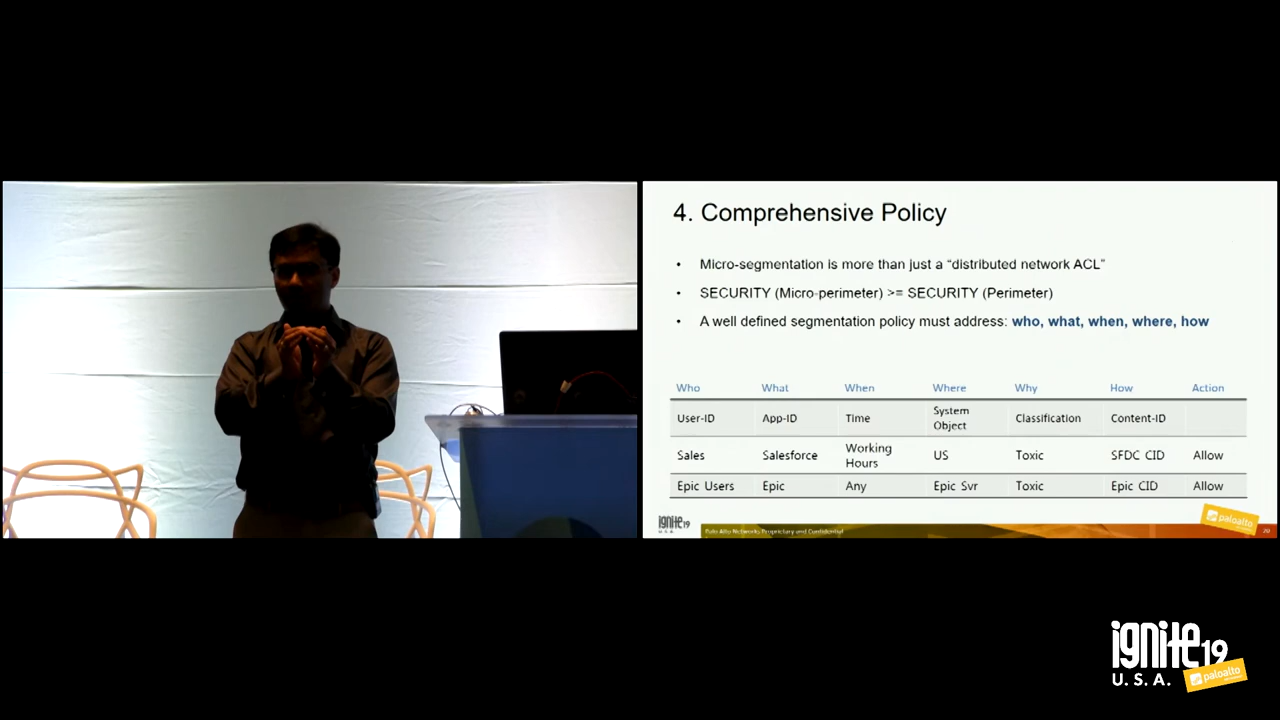 4. Comprehensive Policy
• Micro-segmentation is more than just a “distributed network ACL”
• SECURITY (Micro-perimeter) >= SECURITY (Perimeter)
• A well defined segmentation policy must address: who, what, when, where, how
Who What When Where Why How Action
User-ID App-ID Time System Object Classification Content-ID
Sales Salesforce Working Hours US Toxic SFDC CID Allow
Epic Users Epic Any Epic Svr Toxic Epic CID Allow
ignite19
U.S.A.
Palo Alto Networks Proprietary and Confidential
paloalto
20
ignite19
U.S.A.
paloalto